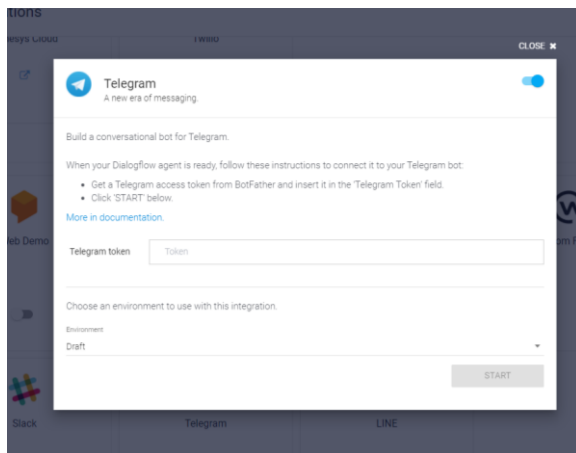 tions
esys Cloud
Twilio
CLOSE ✖
Telegram
A new era of messaging.
Build a conversational bot for Telegram.
When your Dialogflow agent is ready, follow these instructions to connect it to your Telegram bot:
• Get a Telegram access token from BotFather and insert it in the 'Telegram Token' field.
• Click 'START' below.
More in documentation.
Web Demo
Telegram token
Token
Choose an environment to use with this integration.
Environment
Draft
START
Slack
Telegram
LINE